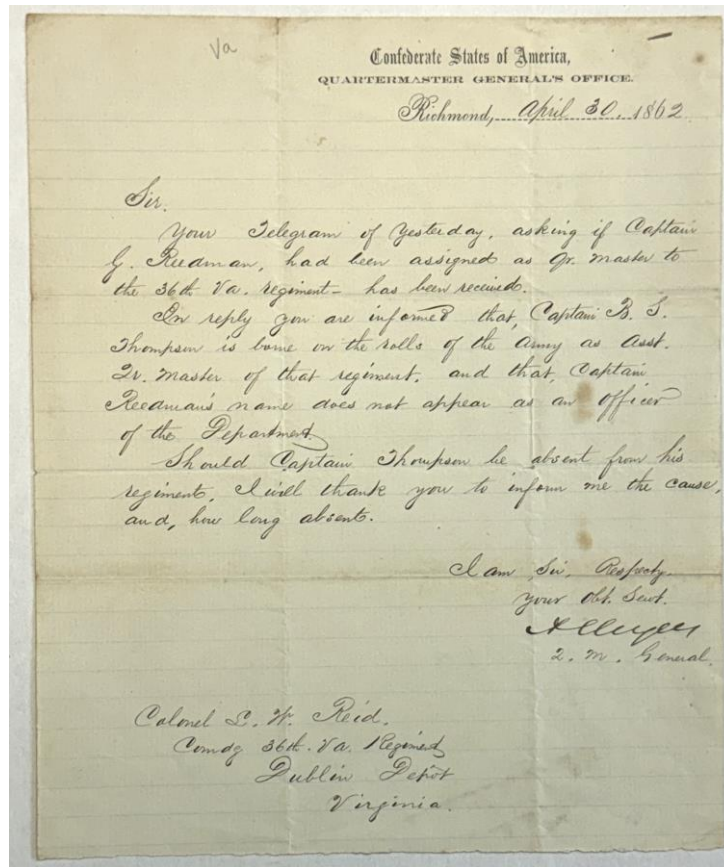 Va
Confederate States of America,
QUARTERMASTER GENERAL'S OFFICE.
Richmond, April 30, 1862
Sir.
Your Telegram of Yesterday, asking if Captain
G. Reedman, had been assigned as Qr. Master to
the 36th Va. regiment - has been received.
In reply you are informed that, Captain B. S.
Thompson is borne on the rolls of the Army as Asst.
Qr. Master of that regiment, and that, Captain
Reedman's name does not appear as an officer
of the Department
Should Captain Thompson be absent from his
regiment, I will thank you to inform me the cause,
and, how long absent.
I am Sir, Respecty.
your Obt. Servt.
Q. M. General.
Colonel L. W. Reid.
Comdg 36th. Va. Regiment
Dublin Depot
Virginia.